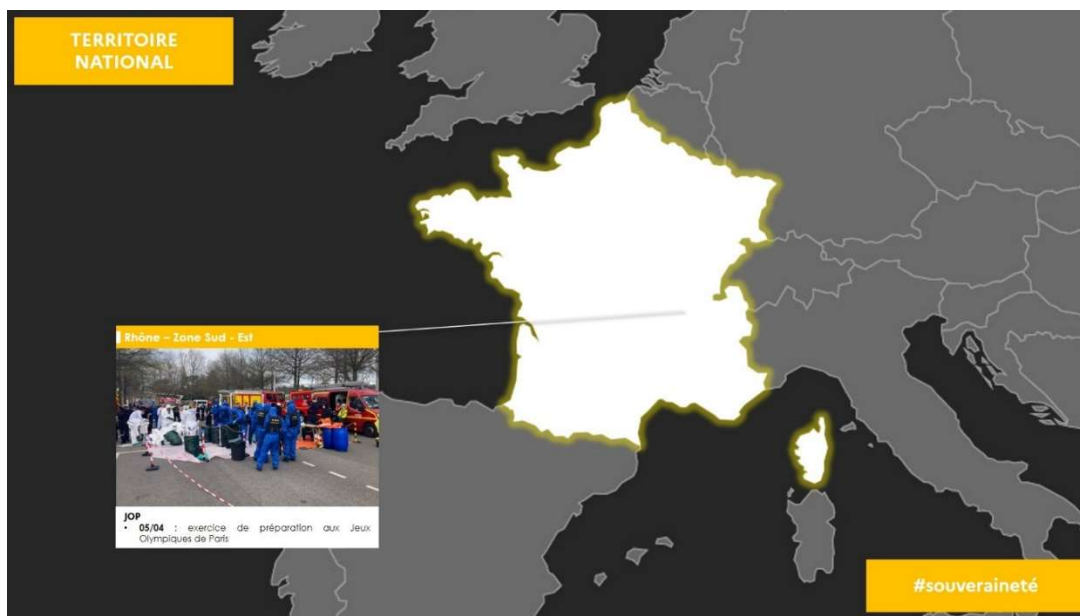 TERRITOIRE
NATIONAL
Rhône – Zone Sud - Est
JOP
• 05/04 : exercice de préparation aux Jeux
Olympiques de Paris
#souveraineté